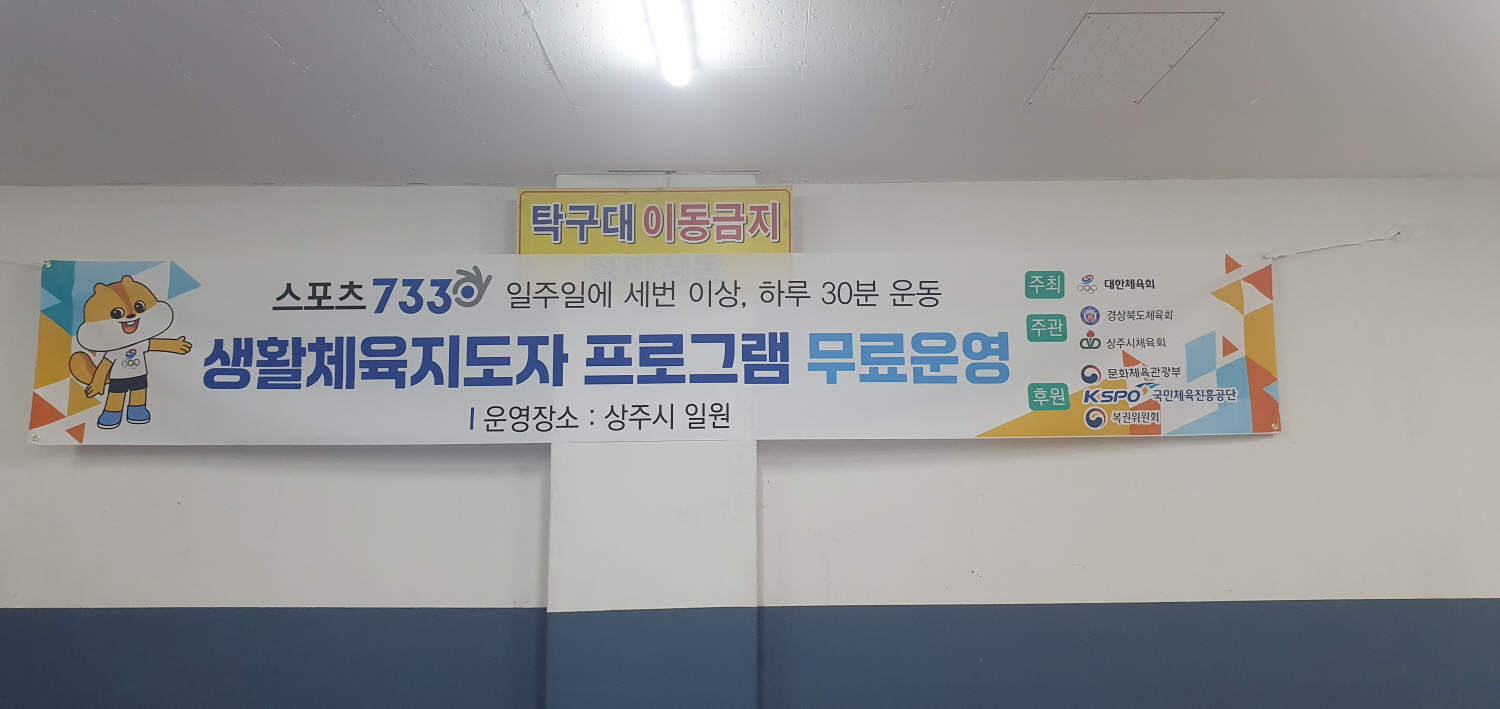 탁구대 이동금지
스포츠 7330 일주일에 세번 이상, 하루 30분 운동
생활체육지도자 프로그램 무료운영
운영장소 : 상주시 일원
주최 대한체육회
주관 경상북도체육회
상주시체육회
후원 문화체육관광부
KSPO 국민체육진흥공단
복권위원회